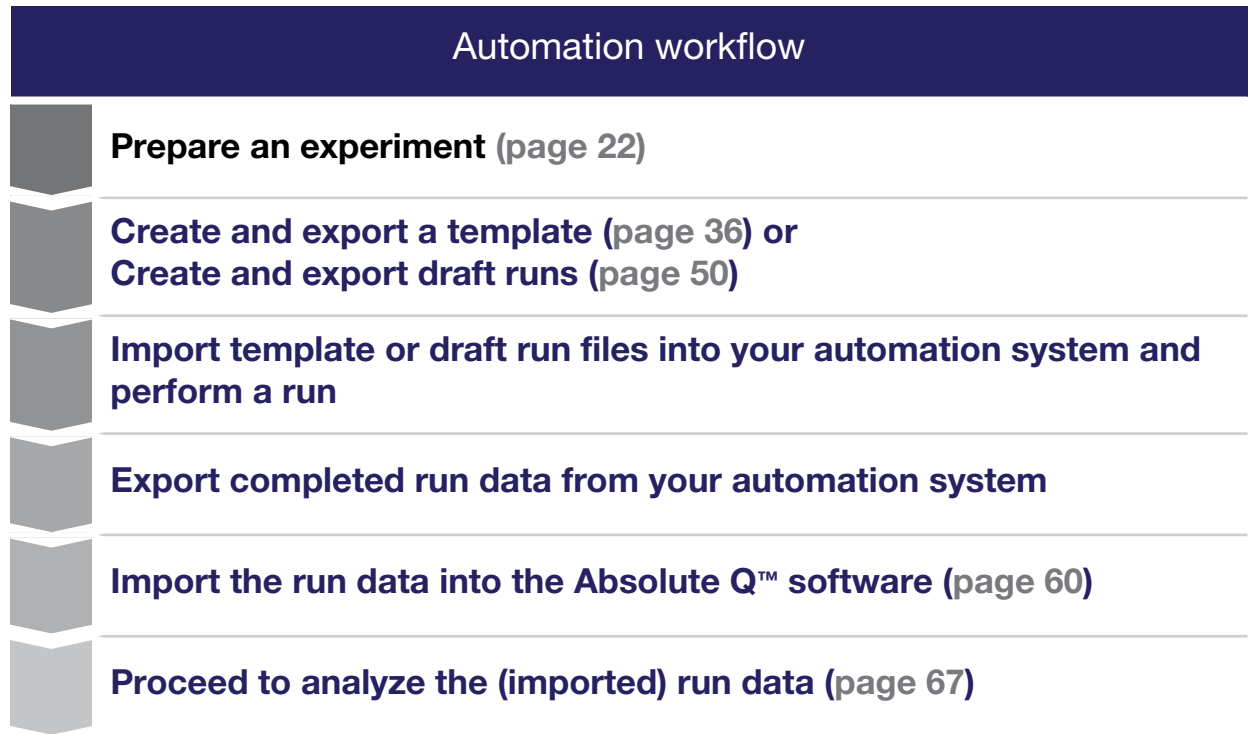 Automation workflow
Prepare an experiment (page 22)
Create and export a template (page 36) or
Create and export draft runs (page 50)
Import template or draft run files into your automation system and
perform a run
Export completed run data from your automation system
Import the run data into the Absolute Q™ software (page 60)
Proceed to analyze the (imported) run data (page 67)